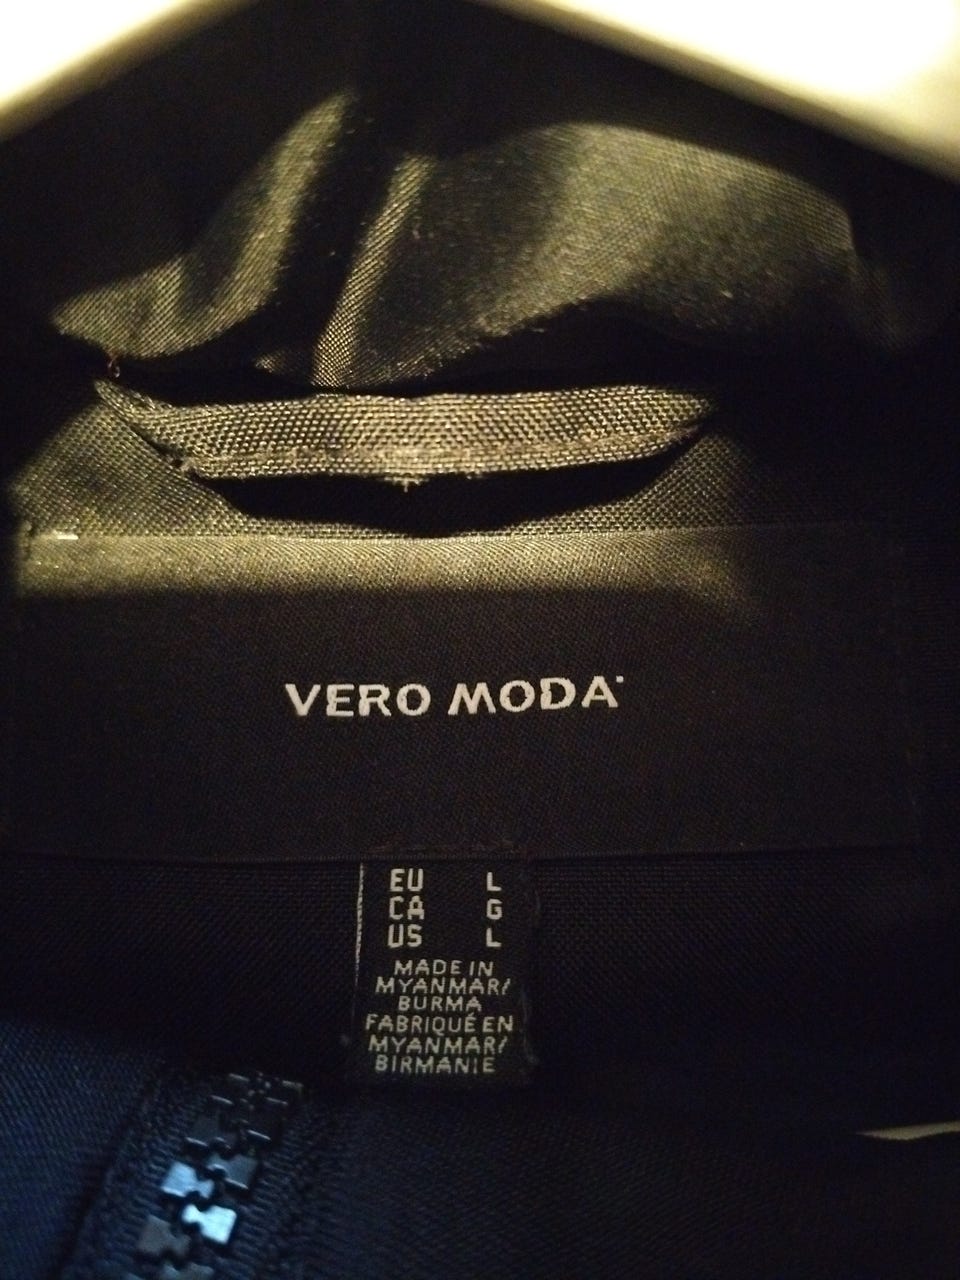 VERO MODA
EU L
CA G
US L
MADE IN
MYANMAR/
BURMA
FABRIQUÉ EN
MYANMAR/
BIRMANIE